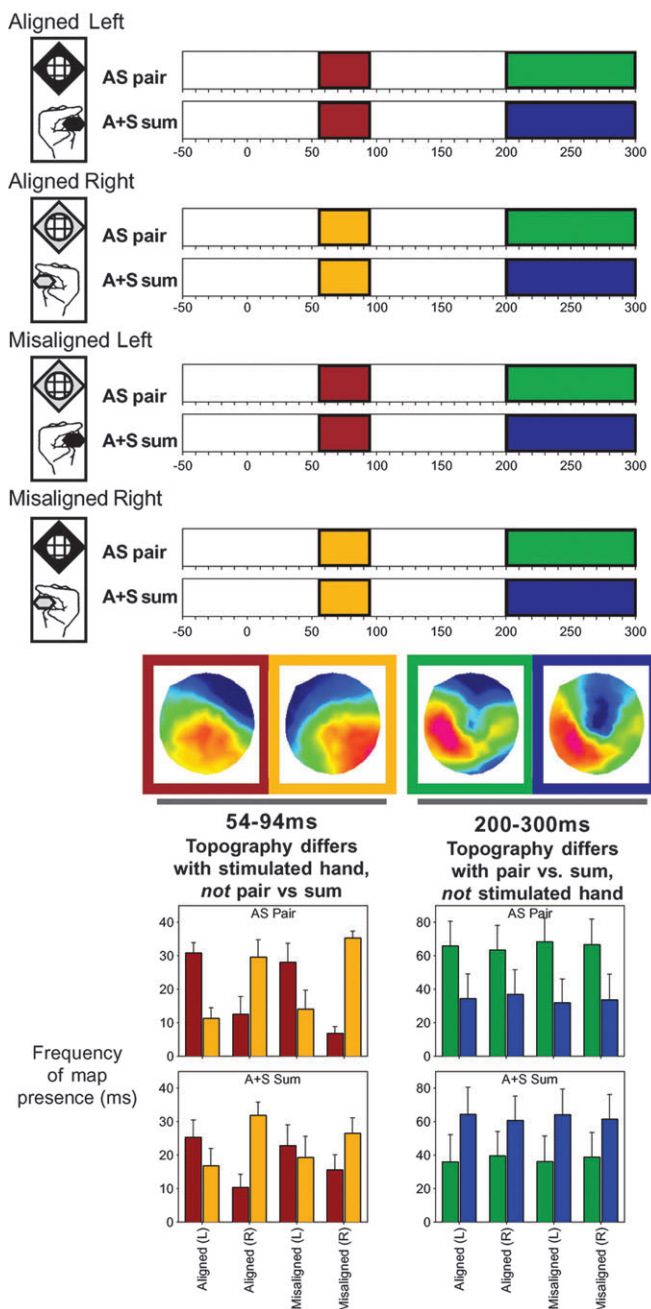 Aligned Left
AS pair
A+S sum
-50 0 50 100 150 200 250 300
Aligned Right
AS pair
A+S sum
-50 0 50 100 150 200 250 300
Misaligned Left
AS pair
A+S sum
-50 0 50 100 150 200 250 300
Misaligned Right
AS pair
A+S sum
-50 0 50 100 150 200 250 300
54-94ms
Topography differs
with stimulated hand,
not pair vs sum
200-300ms
Topography differs
with pair vs. sum,
not stimulated hand
Frequency
of map
presence (ms)
AS Pair
40
30
20
10
0
AS Pair
80
60
40
20
0
A+S Sum
40
30
20
10
0
Aligned (L)
Aligned (R)
Misaligned (L)
Misaligned (R)
A+S Sum
80
60
40
20
0
Aligned (L)
Aligned (R)
Misaligned (L)
Misaligned (R)